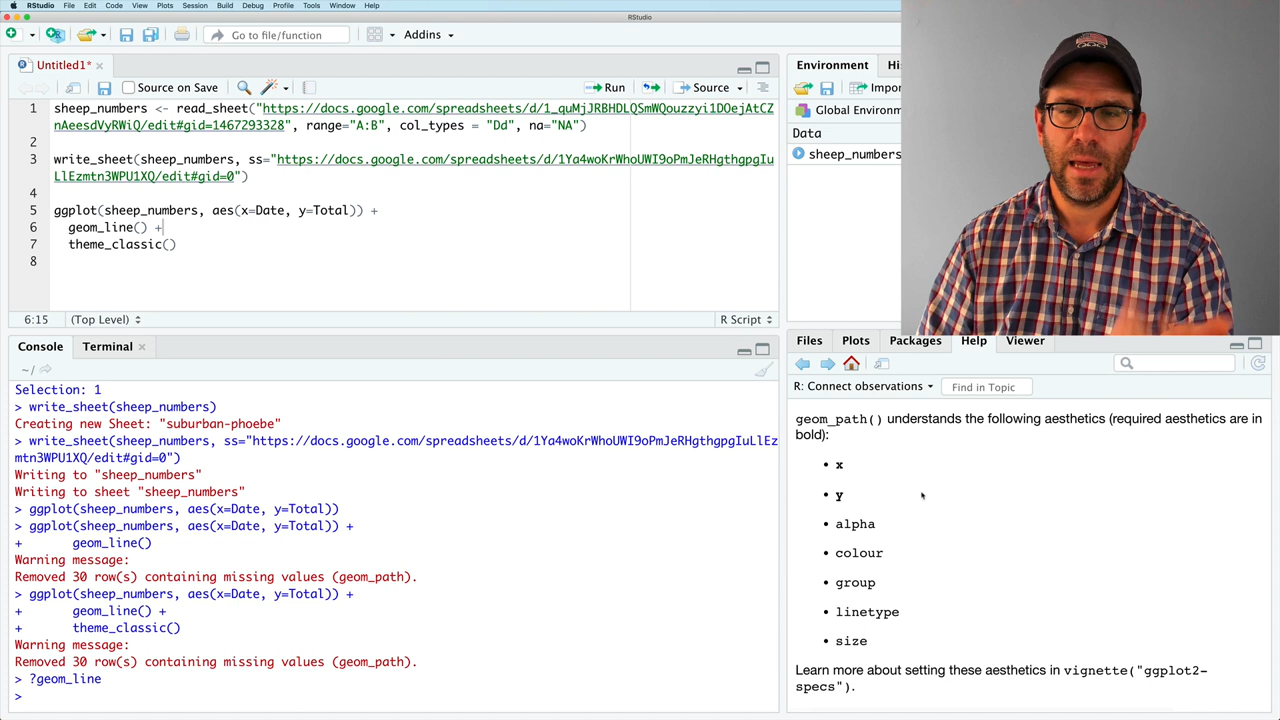 RStudio File Edit Code View Plots Session Build Debug Profile Tools Window Help
RStudio
Go to file/function
Addins
Untitled1*
Source on Save
Run
Source
1 sheep_numbers <- read_sheet("https://docs.google.com/spreadsheets/d/1_quMjJRBHDLQSmWQouzzyi1DOejAtCZ
nAeesdVyRWiQ/edit#gid=1467293328", range="A:B", col_types = "Dd", na="NA")
2
3 write_sheet(sheep_numbers, ss="https://docs.google.com/spreadsheets/d/1Ya4woKrWhoUWI9oPmJeRHgthgpgIu
LlEzmtn3WPU1XQ/edit#gid=0")
4
5 ggplot(sheep_numbers, aes(x=Date, y=Total)) +
6 geom_line() +
7 theme_classic()
8
6:15 (Top Level) R Script
Console Terminal
~/
Selection: 1
> write_sheet(sheep_numbers)
Creating new Sheet: "suburban-phoebe"
> write_sheet(sheep_numbers, ss="https://docs.google.com/spreadsheets/d/1Ya4woKrWhoUWI9oPmJeRHgthgpgIuLlEz
mtn3WPU1XQ/edit#gid=0")
Writing to "sheep_numbers"
Writing to sheet "sheep_numbers"
> ggplot(sheep_numbers, aes(x=Date, y=Total))
> ggplot(sheep_numbers, aes(x=Date, y=Total)) +
+ geom_line()
Warning message:
Removed 30 row(s) containing missing values (geom_path).
> ggplot(sheep_numbers, aes(x=Date, y=Total)) +
+ geom_line() +
+ theme_classic()
Warning message:
Removed 30 row(s) containing missing values (geom_path).
> ?geom_line
>
Environment His
Impor
Global Environme
Data
sheep_numbers
Files Plots Packages Help Viewer
R: Connect observations
Find in Topic
geom_path() understands the following aesthetics (required aesthetics are in
bold):
• x
• y
• alpha
• colour
• group
• linetype
• size
Learn more about setting these aesthetics in vignette("ggplot2-
specs").